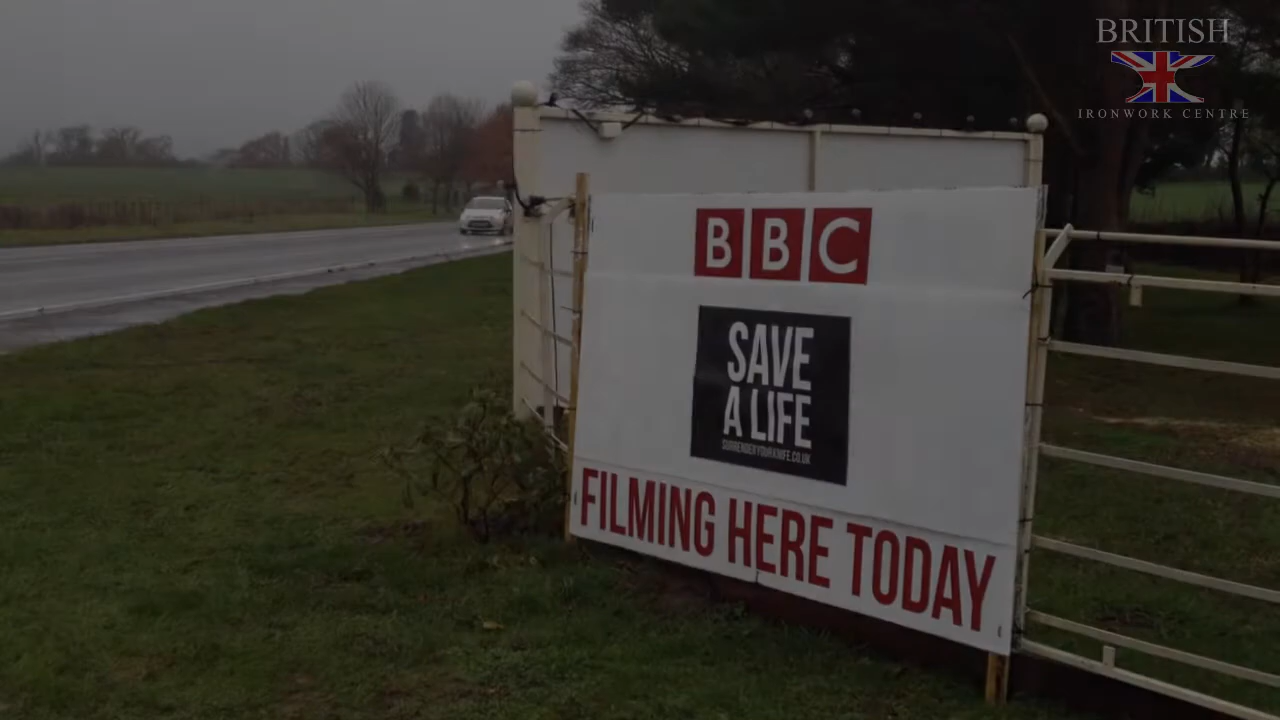 BRITISH
IRONWORK CENTRE
BBC
SAVE
A LIFE
SURRENDERYOURKNIFE.CO.UK
FILMING HERE TODAY